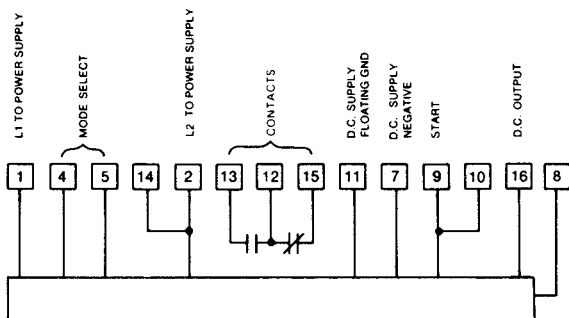 L1 TO POWER SUPPLY
MODE SELECT
L2 TO POWER SUPPLY
CONTACTS
D.C. SUPPLY
FLOATING GND
D.C. SUPPLY
NEGATIVE
START
D.C. OUTPUT
1 4 5 14 2 13 12 15 11 7 9 10 16 8